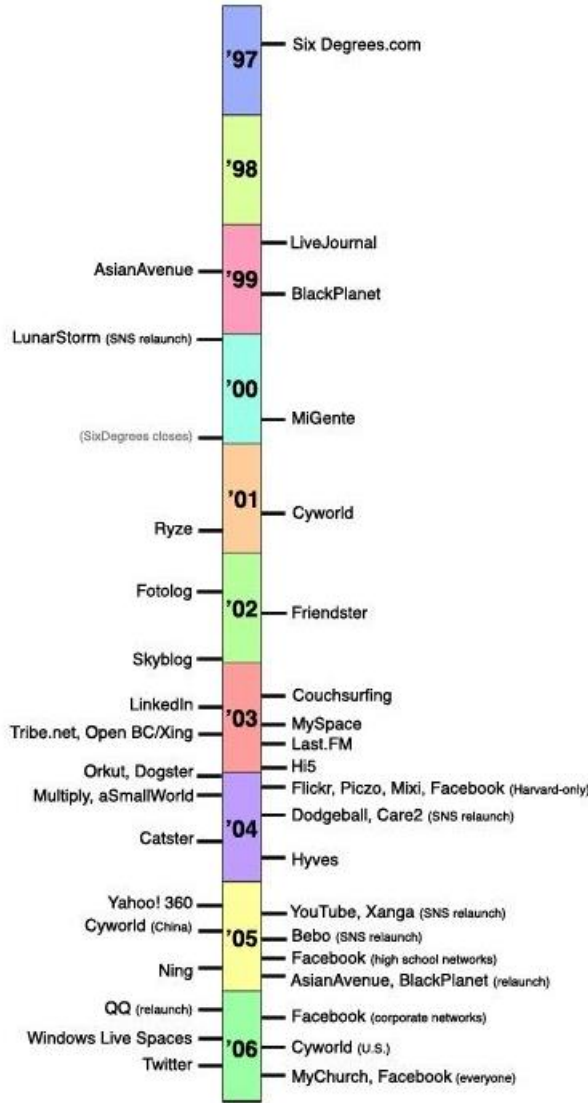 '97
Six Degrees.com
'98
LiveJournal
'99
AsianAvenue
BlackPlanet
LunarStorm (SNS relaunch)
'00
MiGente
(SixDegrees closes)
'01
Cyworld
Ryze
Fotolog
'02
Friendster
Skyblog
Couchsurfing
LinkedIn
'03
MySpace
Tribe.net, Open BC/Xing
Last.FM
Hi5
Orkut, Dogster
Flickr, Piczo, Mixi, Facebook (Harvard-only)
Multiply, aSmallWorld
Dodgeball, Care2 (SNS relaunch)
'04
Catster
Hyves
Yahoo! 360
YouTube, Xanga (SNS relaunch)
Cyworld (China)
'05
Bebo (SNS relaunch)
Facebook (high school networks)
Ning
AsianAvenue, BlackPlanet (relaunch)
QQ (relaunch)
Facebook (corporate networks)
Windows Live Spaces
'06
Cyworld (U.S.)
Twitter
MyChurch, Facebook (everyone)